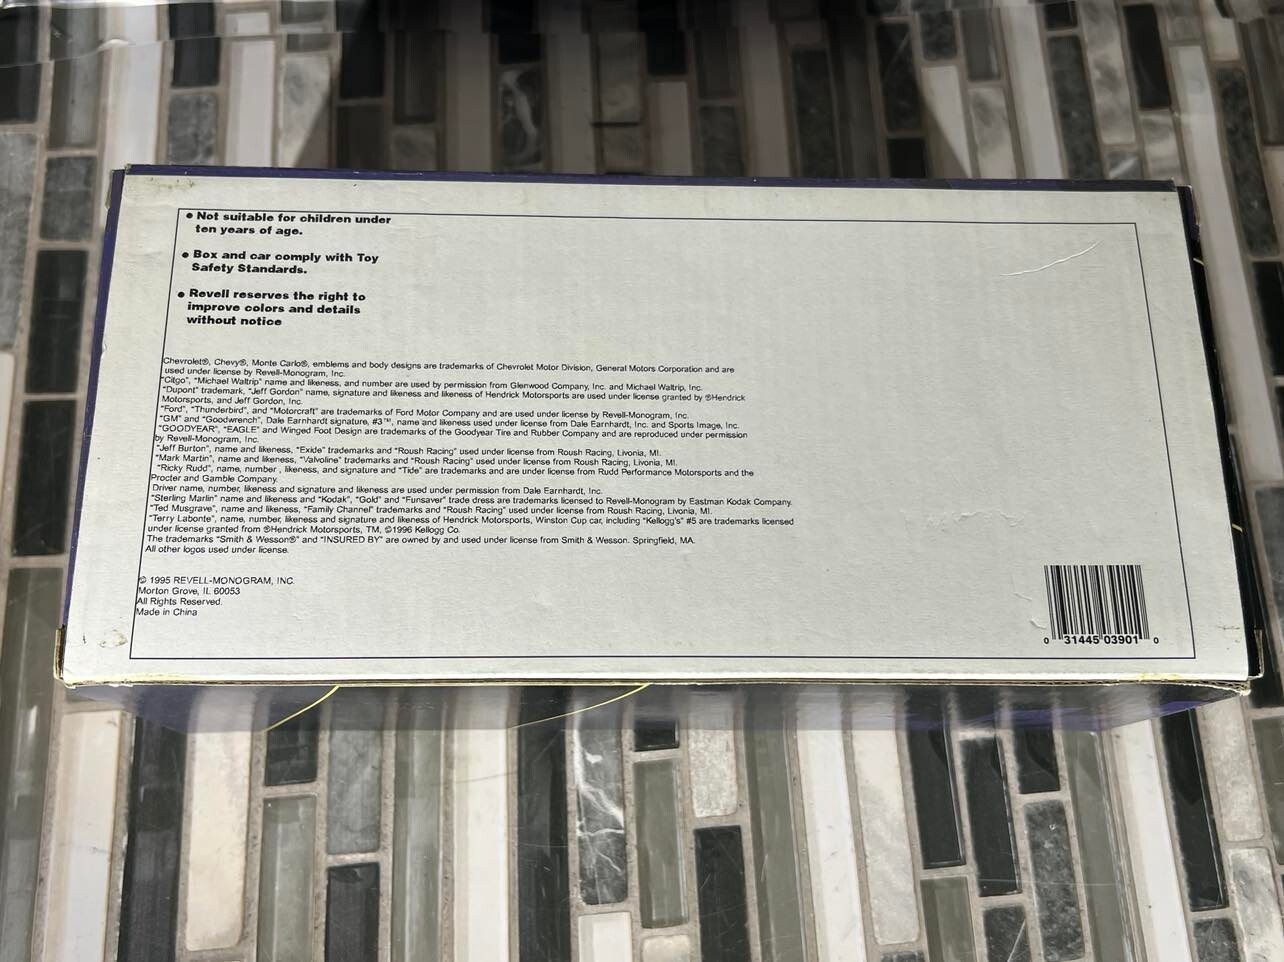 • Not suitable for children under
ten years of age.
• Box and car comply with Toy
Safety Standards.
• Revell reserves the right to
improve colors and details
without notice
Chevrolet®, Chevy®, Monte Carlo®, emblems and body designs are trademarks of Chevrolet Motor Division, General Motors Corporation and are
used under license by Revell-Monogram, Inc.
"Citgo", "Michael Waltrip" name and likeness, and number are used by permission from Glenwood Company, Inc. and Michael Waltrip, Inc.
"Dupont" trademark, "Jeff Gordon" name, signature and likeness and likeness of Hendrick Motorsports are used under license granted by ®Hendrick
Motorsports, and Jeff Gordon, Inc.
"Ford", "Thunderbird", and "Motorcraft" are trademarks of Ford Motor Company and are used under license by Revell-Monogram, Inc.
"GM" and "Goodwrench", Dale Earnhardt signature, #3™, name and likeness used under license from Dale Earnhardt, Inc. and Sports Image, Inc.
"GOODYEAR", "EAGLE" and Winged Foot Design are trademarks of the Goodyear Tire and Rubber Company and are reproduced under permission
by Revell-Monogram, Inc.
"Jeff Burton", name and likeness, "Exide" trademarks and "Roush Racing" used under license from Roush Racing, Livonia, MI.
"Mark Martin", name and likeness, "Valvoline" trademarks and "Roush Racing" used under license from Roush Racing, Livonia, MI.
"Ricky Rudd", name, number , likeness, and signature and "Tide" are trademarks and are under license from Rudd Performance Motorsports and the
Procter and Gamble Company.
Driver name, number, likeness and signature and likeness are used under permission from Dale Earnhardt, Inc.
"Sterling Marlin" name and likeness and "Kodak", "Gold" and "Funsaver" trade dress are trademarks licensed to Revell-Monogram by Eastman Kodak Company.
"Ted Musgrave", name and likeness, "Family Channel" trademarks and "Roush Racing" used under license from Roush Racing, Livonia, MI.
"Terry Labonte", name, number, likeness and signature and likeness of Hendrick Motorsports, Winston Cup car, including "Kellogg's" #5 are trademarks licensed
under license granted from ®Hendrick Motorsports, TM, ©1996 Kellogg Co.
The trademarks "Smith & Wesson®" and "INSURED BY" are owned by and used under license from Smith & Wesson. Springfield, MA.
All other logos used under license.
© 1995 REVELL-MONOGRAM, INC.
Morton Grove, IL 60053
All Rights Reserved.
Made in China
0 31445 03901 0